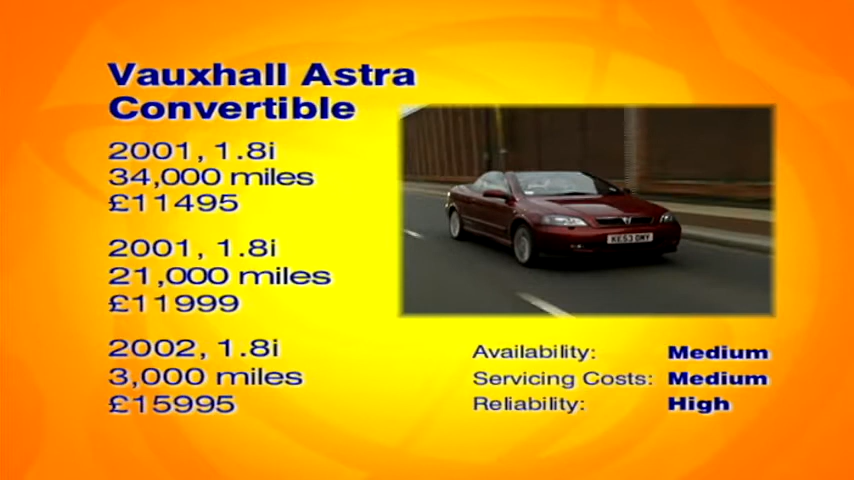 Vauxhall Astra
Convertible
2001, 1.8i
34,000 miles
£11495
2001, 1.8i
21,000 miles
£11999
2002, 1.8i
3,000 miles
£15995
KE53 DMY
Availability: Medium
Servicing Costs: Medium
Reliability: High